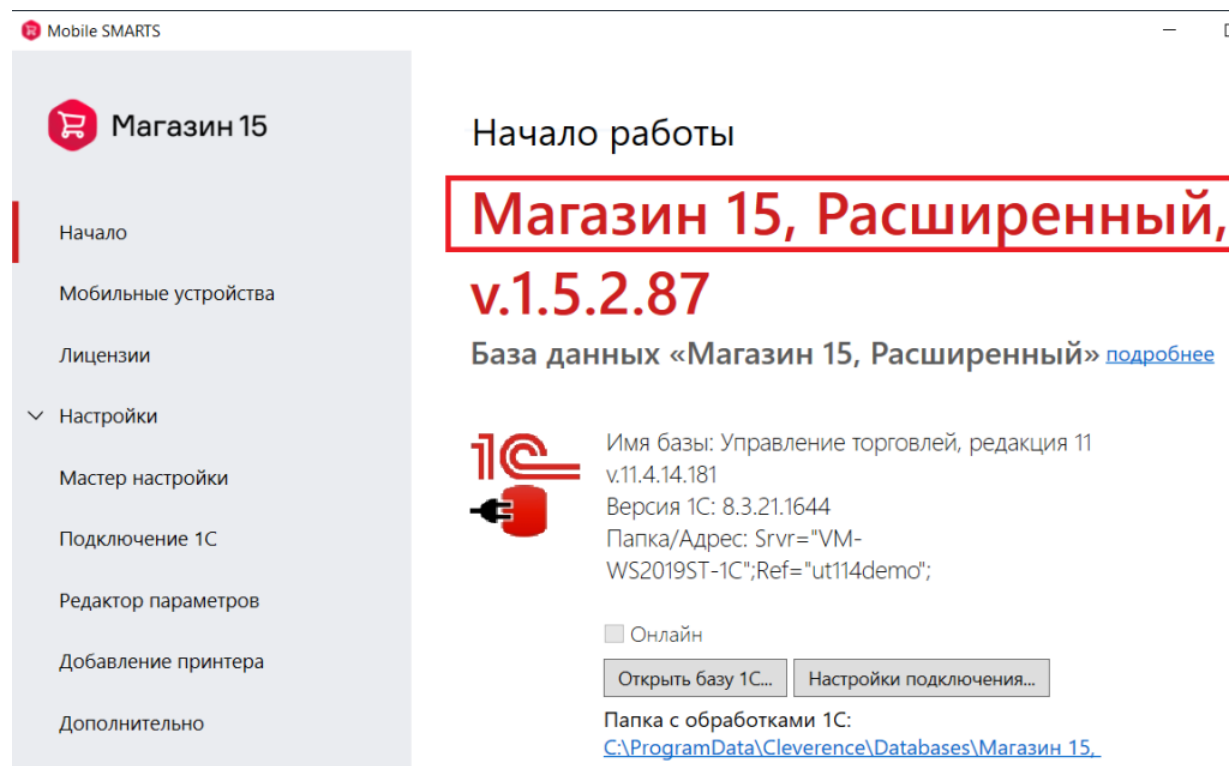 Mobile SMARTS
Магазин 15
Начало
Мобильные устройства
Лицензии
Настройки
Мастер настройки
Подключение 1С
Редактор параметров
Добавление принтера
Дополнительно
Начало работы
Магазин 15, Расширенный,
v.1.5.2.87
База данных «Магазин 15, Расширенный» подробнее
1С
Имя базы: Управление торговлей, редакция 11
v.11.4.14.181
Версия 1С: 8.3.21.1644
Папка/Адрес: Srvr="VM-
WS2019ST-1C";Ref="ut114demo";
Онлайн
Открыть базу 1С... Настройки подключения...
Папка с обработками 1С:
C:\ProgramData\Cleverence\Databases\Магазин 15,